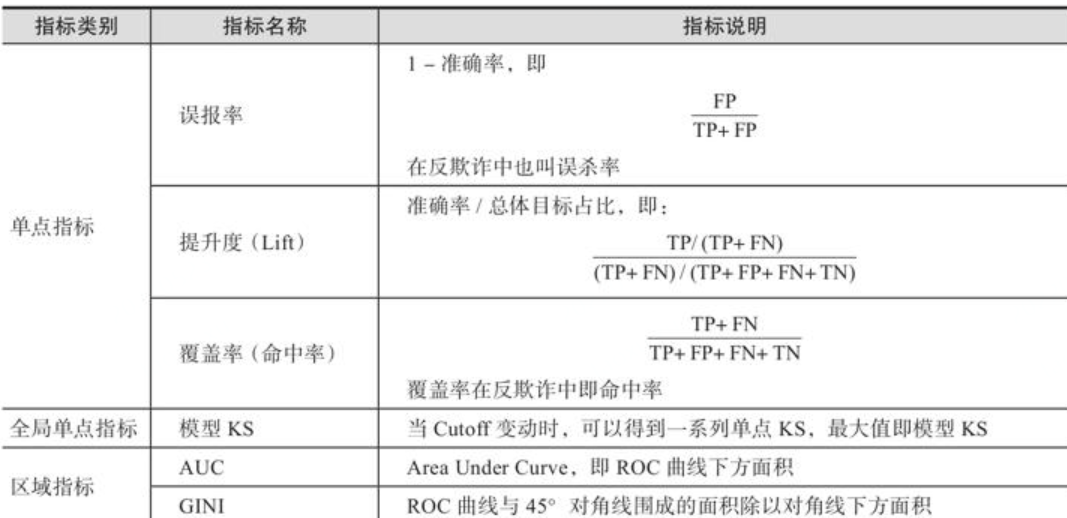 指标类别 指标名称 指标说明
单点指标
误报率
1 – 准确率，即
FP
TP+ FP
在反欺诈中也叫误杀率
提升度（Lift）
准确率 / 总体目标占比，即：
TP/ (TP+ FN)
(TP+ FN) / (TP+ FP+ FN+ TN)
覆盖率（命中率）
TP+ FN
TP+ FP+ FN+ TN
覆盖率在反欺诈中即命中率
全局单点指标 模型 KS 当 Cutoff 变动时，可以得到一系列单点 KS，最大值即模型 KS
区域指标
AUC Area Under Curve，即 ROC 曲线下方面积
GINI ROC 曲线与 45° 对角线围成的面积除以对角线下方面积